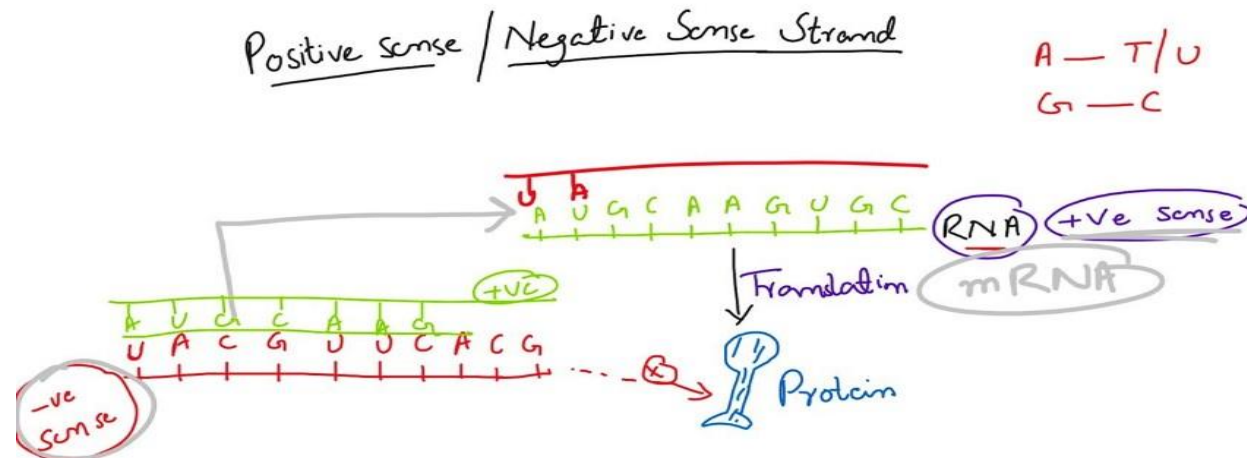 Positive sense / Negative Sense Strand
A — T/U
G — C
U A
A U G C A A G U G C
RNA
+ve sense
Translation
mRNA
+ve
A U G C A A G
U A C G U U C A C G
x
Protein
-ve
sense